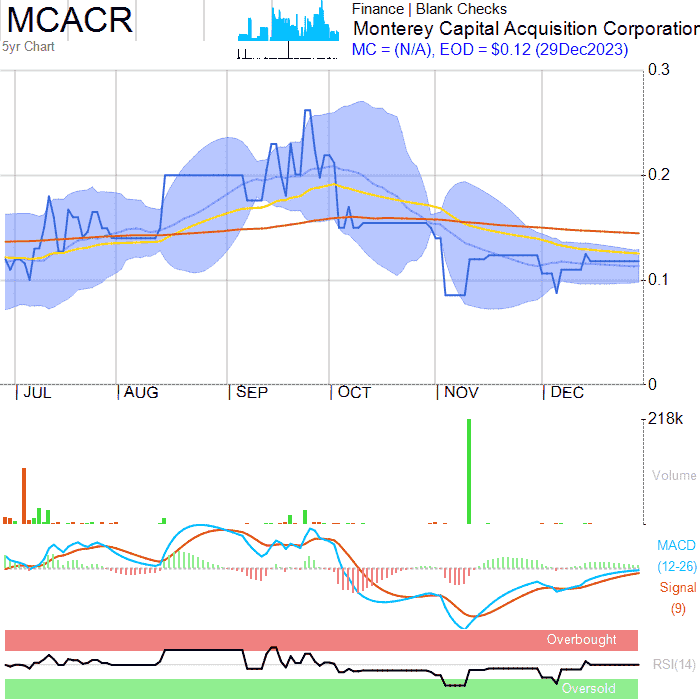 MCACR
5yr Chart
Finance | Blank Checks
Monterey Capital Acquisition Corporation
MC = (N/A), EOD = $0.12 (29Dec2023)
0.3
0.2
0.1
0
JUL AUG SEP OCT NOV DEC
218k
Volume
MACD
(12-26)
Signal
(9)
Overbought
RSI(14)
Oversold